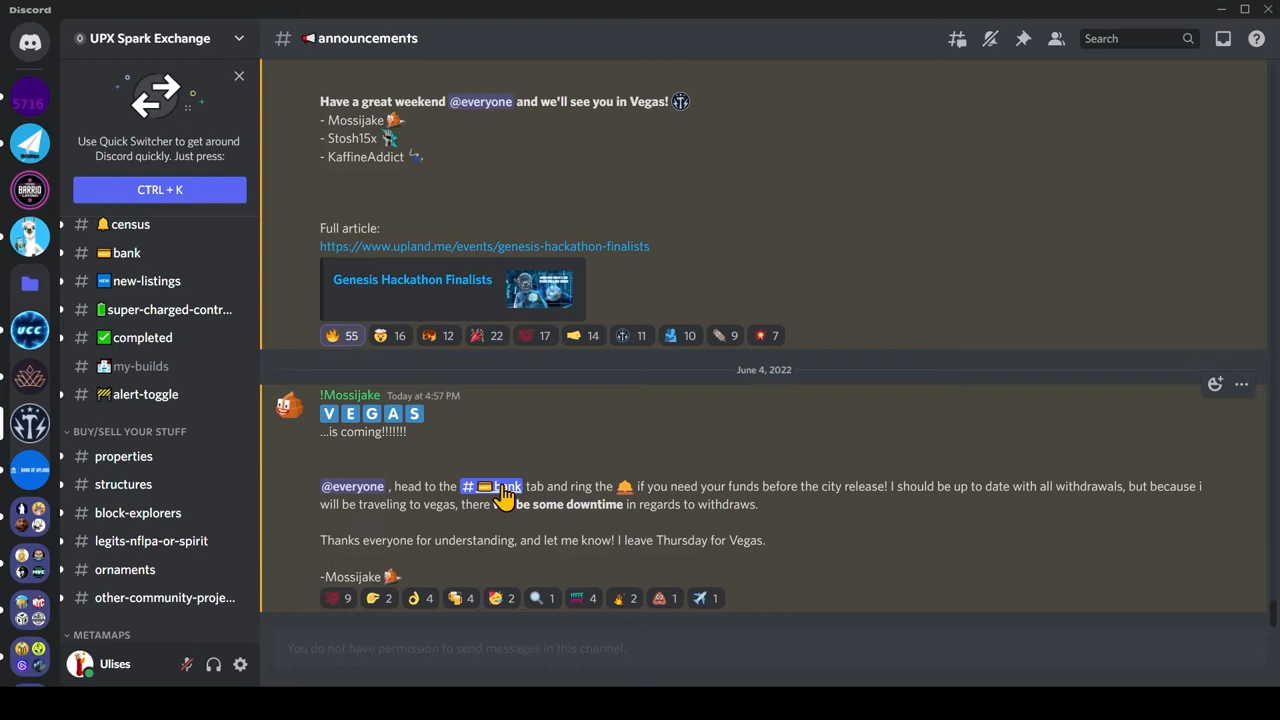 Discord
UPX Spark Exchange
announcements
Search
5716
BARRIO
LATINO
UCC
BANK OF UPLAND
Use Quick Switcher to get around
Discord quickly. Just press:
CTRL + K
census
bank
new-listings
super-charged-contr...
completed
my-builds
alert-toggle
BUY/SELL YOUR STUFF
properties
structures
block-explorers
legits-nflpa-or-spirit
ornaments
other-community-proje...
METAMAPS
Ulises
Have a great weekend @everyone and we'll see you in Vegas!
- Mossijake
- Stosh15x
- KaffineAddict
Full article:
https://www.upland.me/events/genesis-hackathon-finalists
Genesis Hackathon Finalists
55 16 12 22 17 14 11 10 9 7
June 4, 2022
!Mossijake Today at 4:57 PM
V E G A S
...is coming!!!!!!!
@everyone , head to the # bank tab and ring the if you need your funds before the city release! I should be up to date with all withdrawals, but because i
will be traveling to vegas, there be some downtime in regards to withdraws.
Thanks everyone for understanding, and let me know! I leave Thursday for Vegas.
-Mossijake
9 2 4 4 2 1 4 2 1 1
You do not have permission to send messages in this channel.